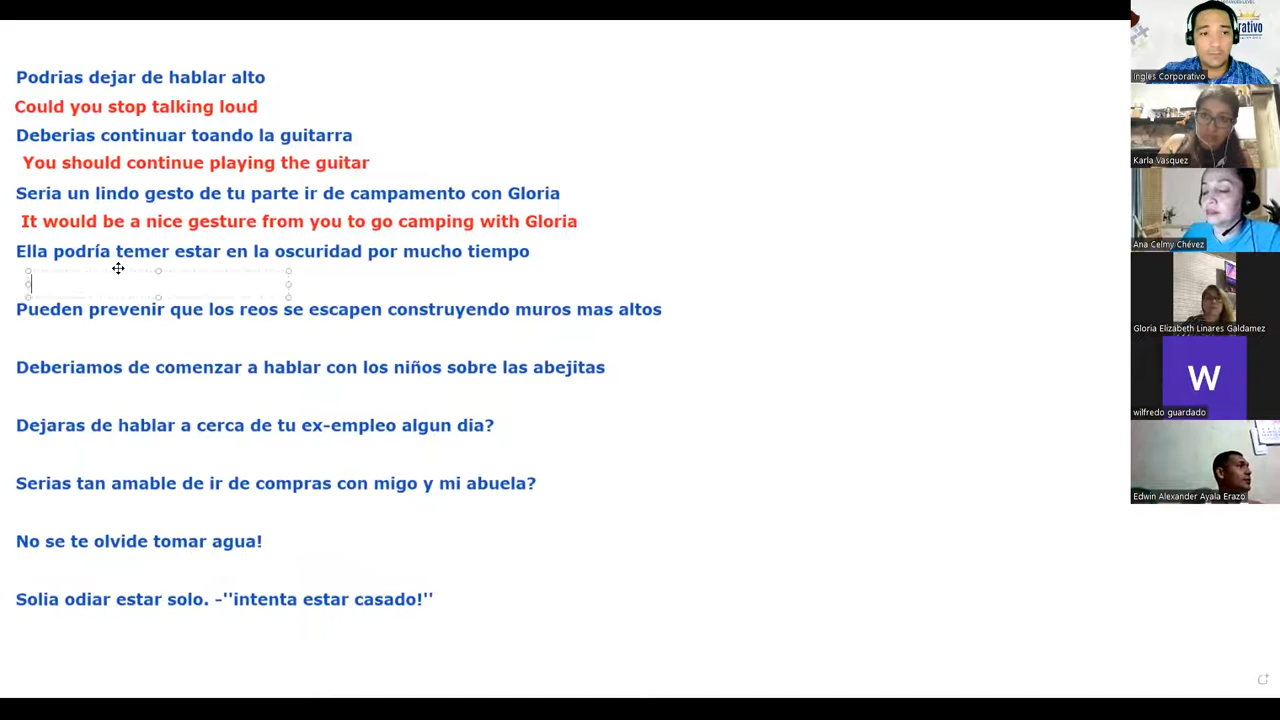 Podrias dejar de hablar alto
Could you stop talking loud
Deberias continuar toando la guitarra
You should continue playing the guitar
Seria un lindo gesto de tu parte ir de campamento con Gloria
It would be a nice gesture from you to go camping with Gloria
Ella podría temer estar en la oscuridad por mucho tiempo
Pueden prevenir que los reos se escapen construyendo muros mas altos
Deberiamos de comenzar a hablar con los niños sobre las abejitas
Dejaras de hablar a cerca de tu ex-empleo algun dia?
Serias tan amable de ir de compras con migo y mi abuela?
No se te olvide tomar agua!
Solia odiar estar solo. -''intenta estar casado!''
rativo
Ingles Corporativo
Karla Vasquez
Ana Celmy Chévez
Gloria Elizabeth Linares Galdamez
W
wilfredo guardado
Edwin Alexander Ayala Erazo